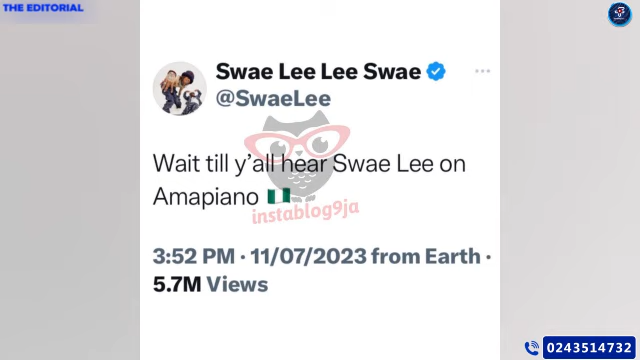 THE EDITORIAL
Swae Lee Lee Swae
@SwaeLee
Wait till y'all hear Swae Lee on
Amapiano 🇳🇬
instablog9ja
3:52 PM · 11/07/2023 from Earth ·
5.7M Views
0243514732